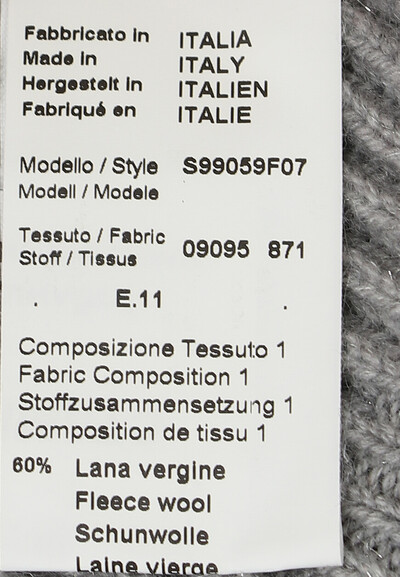 Fabbricato in ITALIA
Made in ITALY
Hergestelt in ITALIEN
Fabriqué en ITALIE
Modello / Style S99059F07
Modell / Modele
Tessuto / Fabric 09095 871
Stoff / Tissus
. E.11 .
Composizione Tessuto 1
Fabric Composition 1
Stoffzusammensetzung 1
Composition de tissu 1
60% Lana vergine
Fleece wool
Schunwolle
Laine vierge